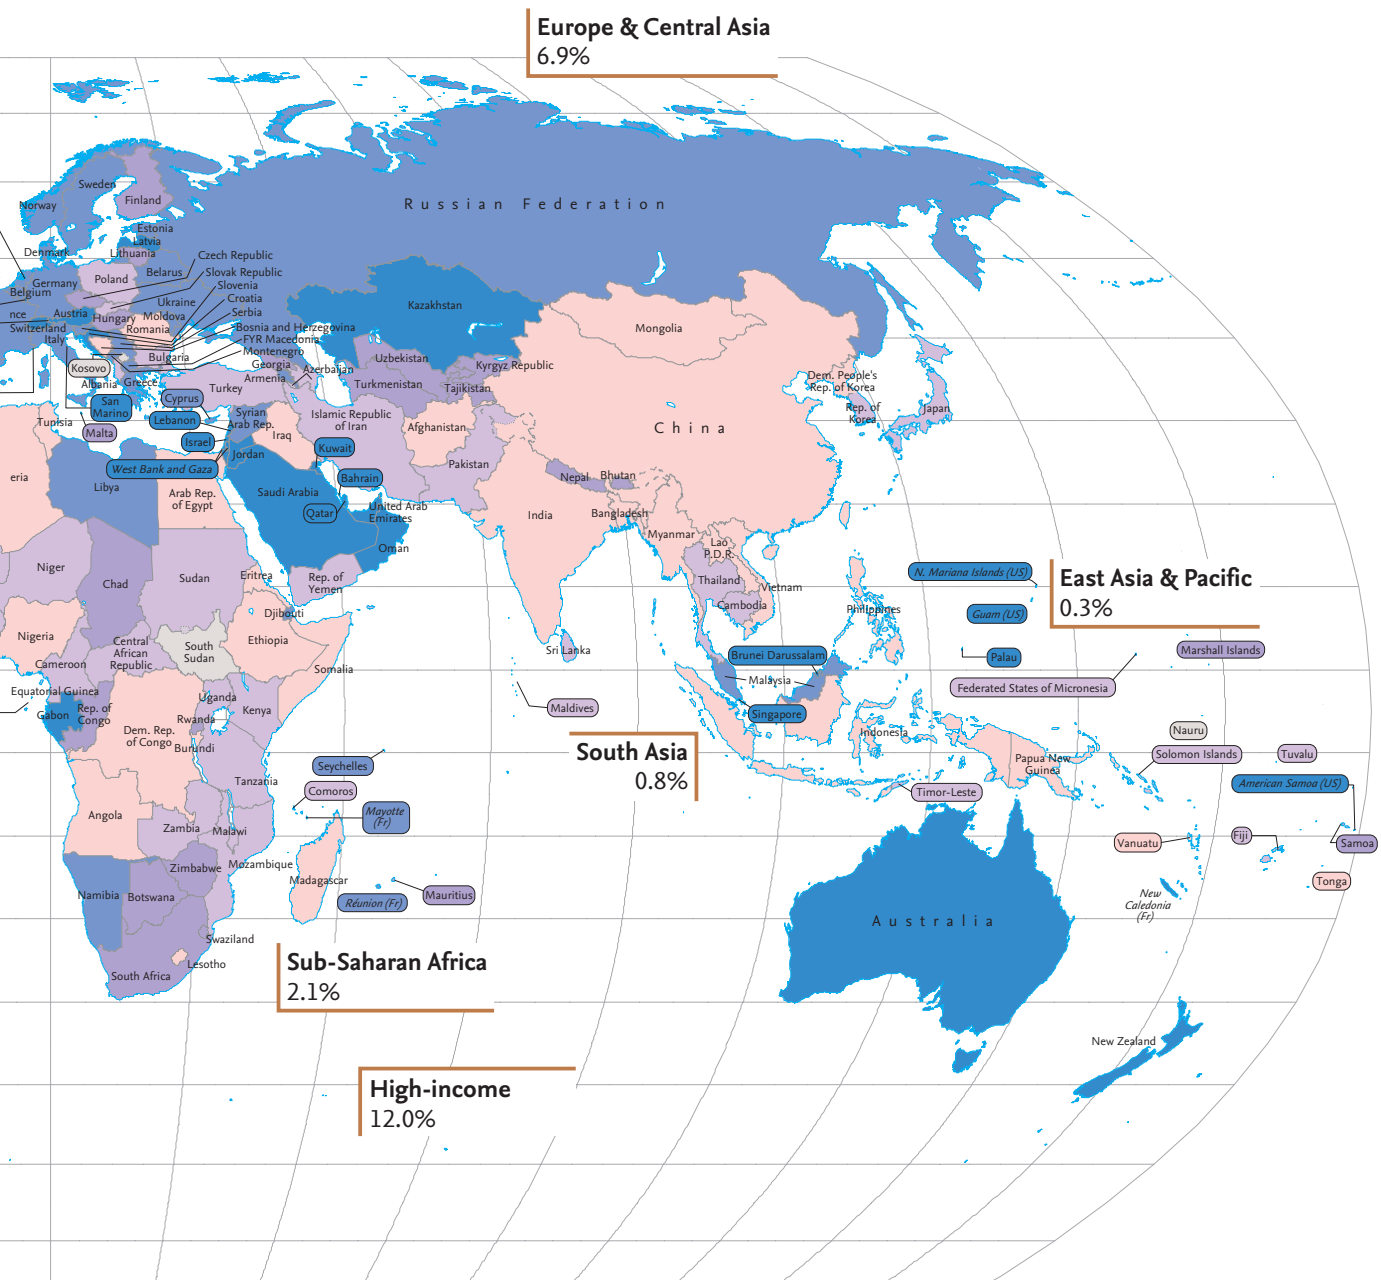 Europe & Central Asia
6.9%
Russian Federation
Sweden
Norway
Finland
Estonia
Latvia
Denmark
Lithuania
Czech Republic
Slovak Republic
Slovenia
Croatia
Serbia
Bosnia and Herzegovina
FYR Macedonia
Montenegro
Belarus
Poland
Germany
Belgium
Ukraine
nce
Austria
Hungary
Moldova
Romania
Switzerland
Italy
Bulgaria
Georgia
Kosovo
Armenia
Azerbaijan
Albania
Greece
Turkey
San
Marino
Cyprus
Malta
Tunisia
Lebanon
Syrian
Arab Rep.
Israel
Iraq
Jordan
West Bank and Gaza
Kazakhstan
Uzbekistan
Kyrgyz Republic
Turkmenistan
Tajikistan
Islamic Republic
of Iran
Afghanistan
Pakistan
Mongolia
China
Dem. People's
Rep. of Korea
Rep. of
Korea
Japan
Kuwait
Bahrain
Saudi Arabia
Qatar
United Arab
Emirates
Oman
Rep. of
Yemen
eria
Libya
Arab Rep.
of Egypt
Niger
Chad
Sudan
Eritrea
Djibouti
Nigeria
Central
African
Republic
South
Sudan
Ethiopia
Cameroon
Somalia
Equatorial Guinea
Gabon
Rep. of
Congo
Uganda
Kenya
Rwanda
Dem. Rep.
of Congo
Burundi
Tanzania
Seychelles
Comoros
Mayotte
(Fr)
Angola
Zambia
Malawi
Mozambique
Zimbabwe
Madagascar
Namibia
Botswana
Réunion (Fr)
Mauritius
Swaziland
Lesotho
South Africa
Nepal
Bhutan
India
Bangladesh
Myanmar
Lao
P.D.R.
Thailand
Vietnam
Cambodia
Sri Lanka
Maldives
Philippines
Brunei Darussalam
Malaysia
Singapore
Indonesia
Papua New
Guinea
Timor-Leste
N. Mariana Islands (US)
Guam (US)
Palau
East Asia & Pacific
0.3%
Marshall Islands
Federated States of Micronesia
Nauru
Solomon Islands
Tuvalu
American Samoa (US)
Vanuatu
Fiji
Samoa
Tonga
New
Caledonia
(Fr)
Australia
New Zealand
South Asia
0.8%
Sub-Saharan Africa
2.1%
High-income
12.0%